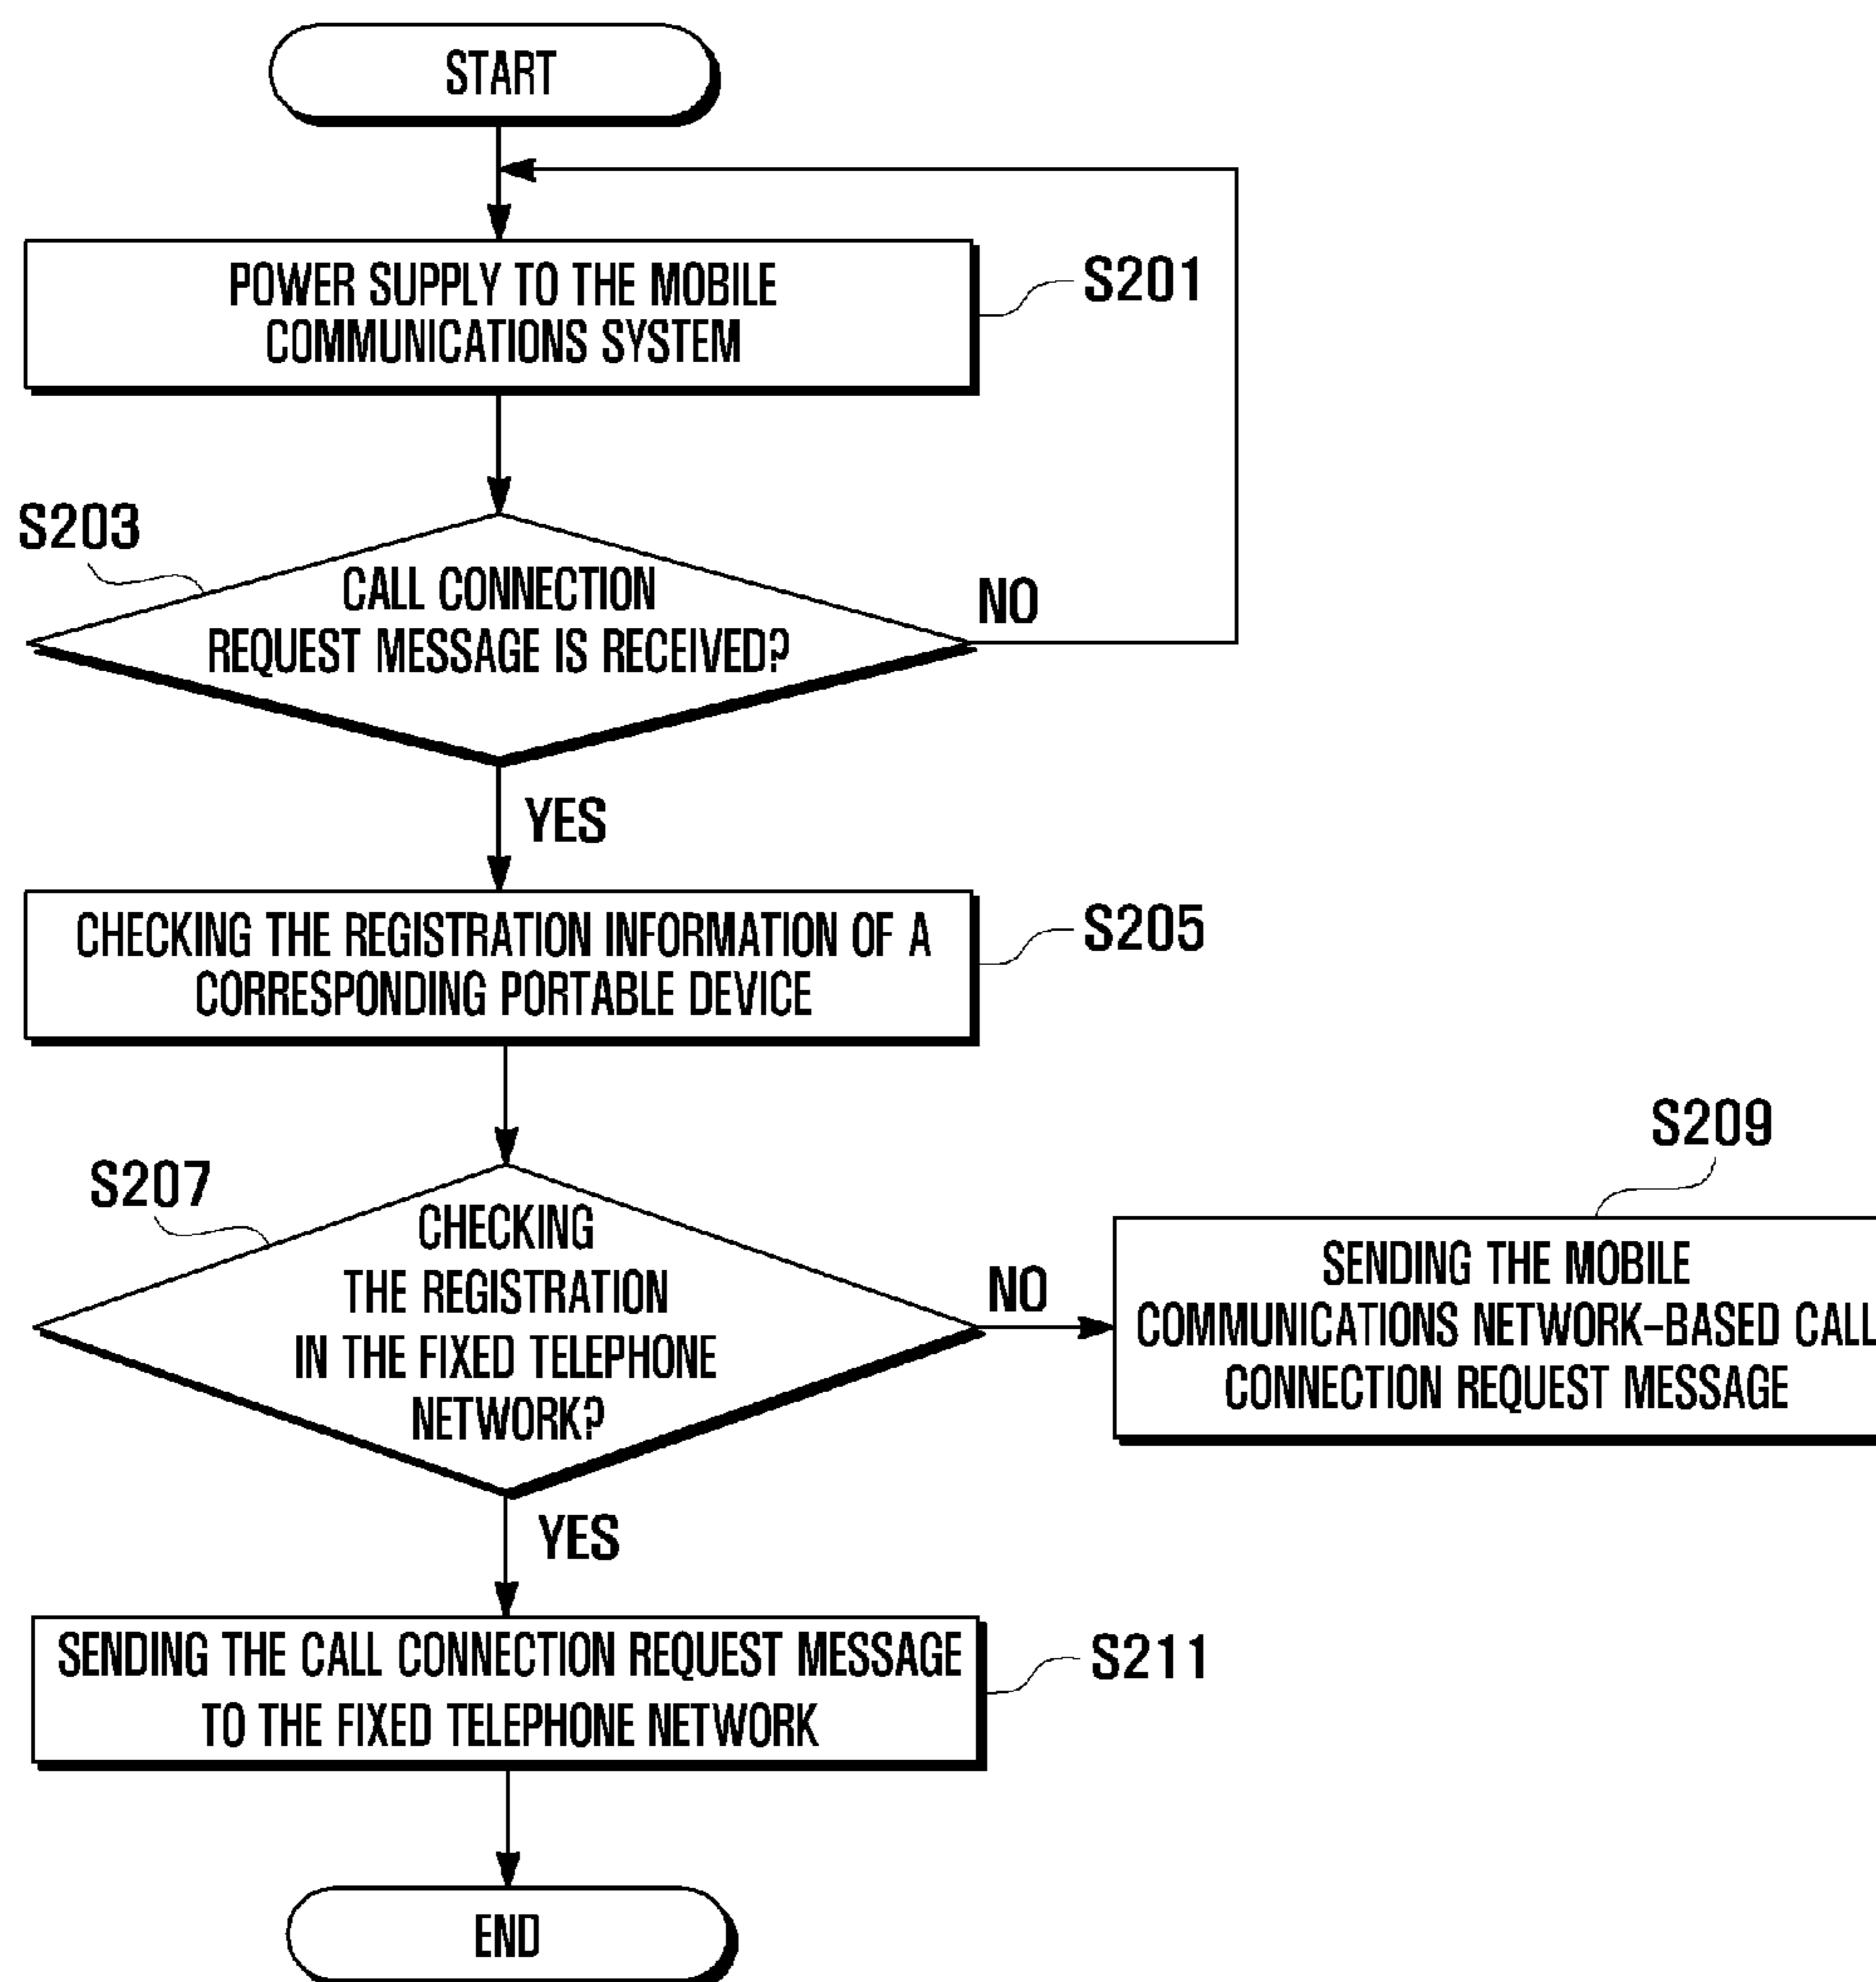 START
POWER SUPPLY TO THE MOBILE
COMMUNICATIONS SYSTEM
S201
S203
CALL CONNECTION
REQUEST MESSAGE IS RECEIVED?
NO
YES
CHECKING THE REGISTRATION INFORMATION OF A
CORRESPONDING PORTABLE DEVICE
S205
S207
CHECKING
THE REGISTRATION
IN THE FIXED TELEPHONE
NETWORK?
NO
S209
SENDING THE MOBILE
COMMUNICATIONS NETWORK-BASED CALL
CONNECTION REQUEST MESSAGE
YES
SENDING THE CALL CONNECTION REQUEST MESSAGE
TO THE FIXED TELEPHONE NETWORK
S211
END